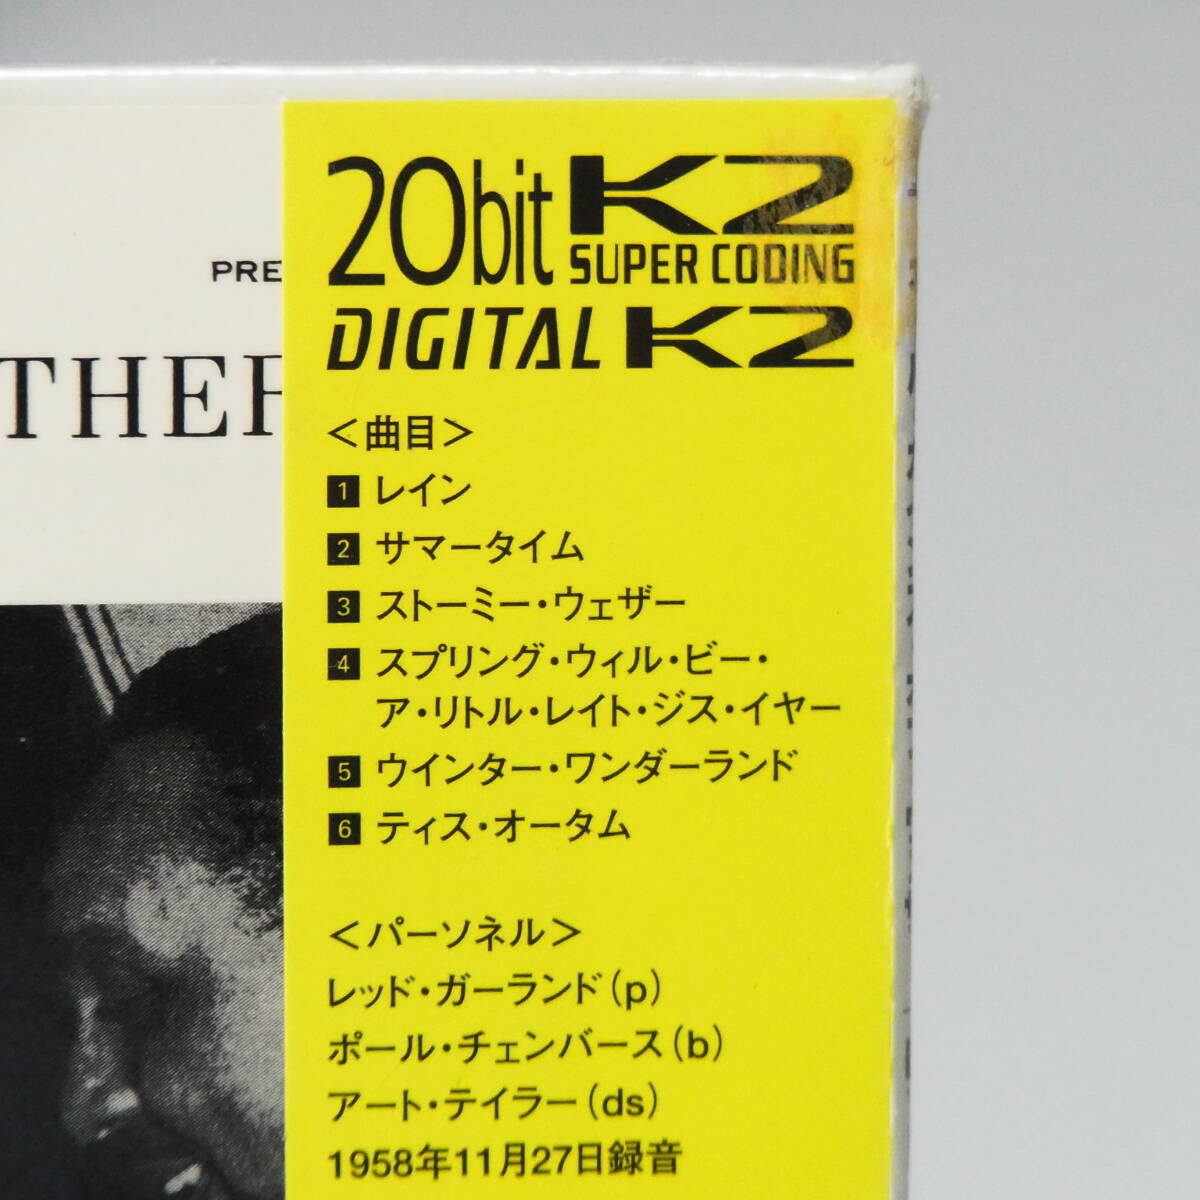 PRE
THER
20bit K2
SUPER CODING
DIGITAL K2
<曲目>
1 レイン
2 サマータイム
3 ストーミー・ウェザー
4 スプリング・ウィル・ビー・
ア・リトル・レイト・ジス・イヤー
5 ウインター・ワンダーランド
6 ティス・オータム
<パーソネル>
レッド・ガーランド(p)
ポール・チェンバース(b)
アート・テイラー(ds)
1958年11月27日録音